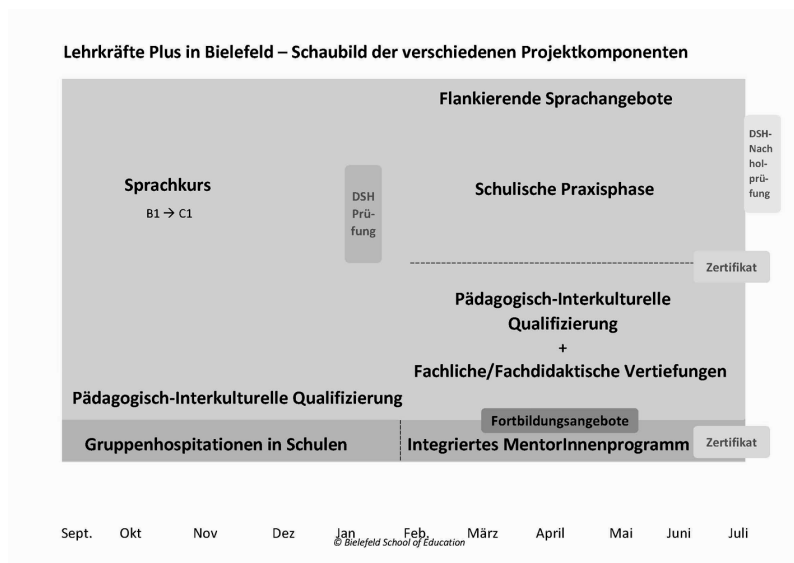 Lehrkräfte Plus in Bielefeld – Schaubild der verschiedenen Projektkomponenten
Flankierende Sprachangebote
DSH-
Nach
hol-
prü-
fung
Sprachkurs
B1 → C1
DSH
Prü-
fung
Schulische Praxisphase
Zertifikat
Pädagogisch-Interkulturelle
Qualifizierung
+
Fachliche/Fachdidaktische Vertiefungen
Pädagogisch-Interkulturelle Qualifizierung
Fortbildungsangebote
Gruppenhospitationen in Schulen
Integriertes MentorInnenprogramm
Zertifikat
Sept. Okt Nov Dez Jan Feb. März April Mai Juni Juli
© Bielefeld School of Education